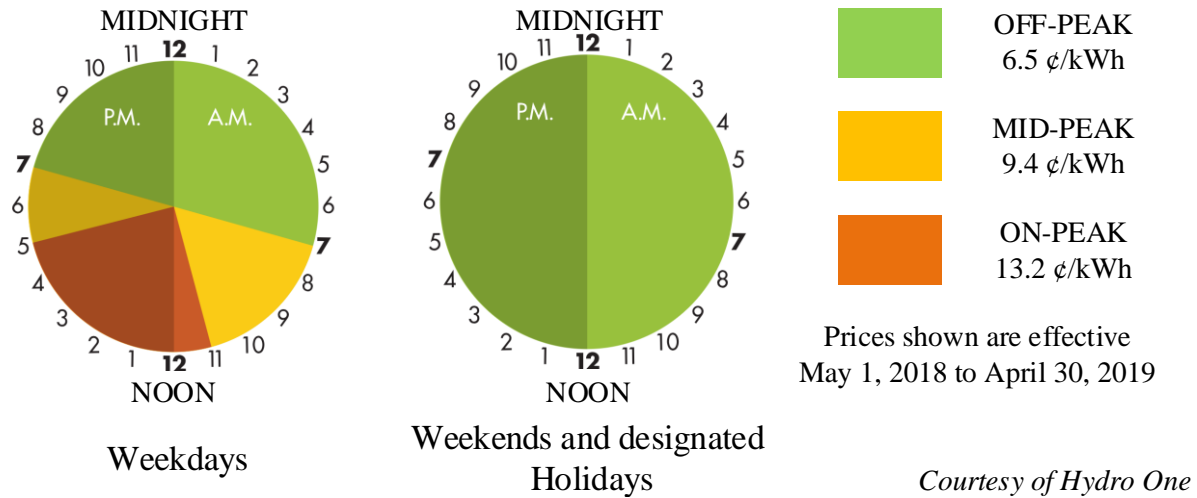 MIDNIGHT
12
1
2
3
4
5
6
7
8
9
10
11
12
1
2
3
4
5
6
7
8
9
10
11
P.M.
A.M.
NOON
Weekdays
MIDNIGHT
12
1
2
3
4
5
6
7
8
9
10
11
12
1
2
3
4
5
6
7
8
9
10
11
P.M.
A.M.
NOON
Weekends and designated
Holidays
OFF-PEAK
6.5 ¢/kWh
MID-PEAK
9.4 ¢/kWh
ON-PEAK
13.2 ¢/kWh
Prices shown are effective
May 1, 2018 to April 30, 2019
Courtesy of Hydro One